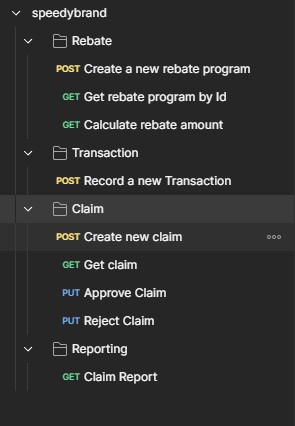 speedybrand
Rebate
POST Create a new rebate program
GET Get rebate program by Id
GET Calculate rebate amount
Transaction
POST Record a new Transaction
Claim
POST Create new claim
GET Get claim
PUT Approve Claim
PUT Reject Claim
Reporting
GET Claim Report